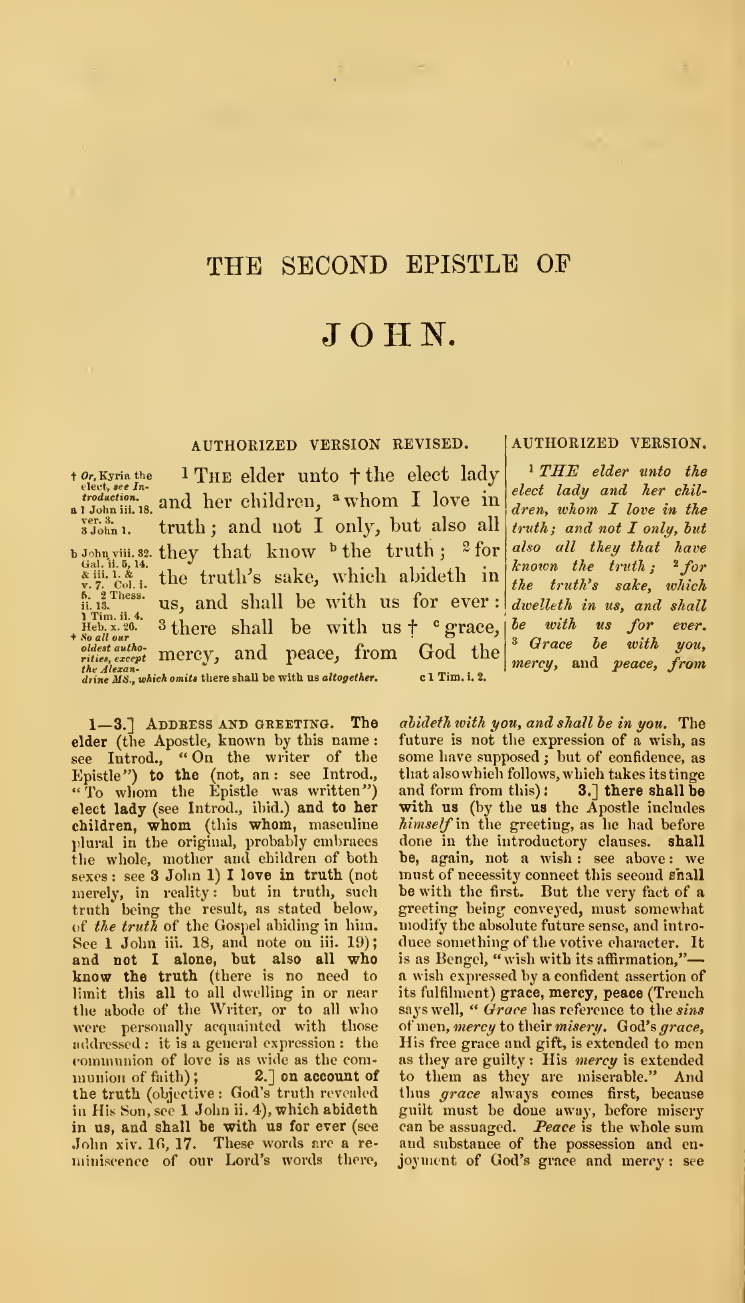 THE SECOND EPISTLE OF
JOHN.
AUTHORIZED VERSION REVISED.
† Or, Kyria the
elect, see In-
troduction.
a 1 John iii. 18.
ver. 3.
3 John 1.
b John viii. 32.
Gal. ii. 5, 14.
& iii. 1. &
v. 7. Col. i.
5. 2 Thess.
ii. 13.
1 Tim. ii. 4.
Heb. x. 26.
† So all our
oldest autho-
rities, except
the Alexan-
drine MS., which omits there shall be with us altogether.
c 1 Tim. i. 2.
1 THE elder unto † the elect lady
and her children, a whom I love in
truth; and not I only, but also all
they that know b the truth; 2 for
the truth's sake, which abideth in
us, and shall be with us for ever:
3 there shall be with us † c grace,
mercy, and peace, from God the
AUTHORIZED VERSION.
1 THE elder unto the
elect lady and her chil-
dren, whom I love in the
truth; and not I only, but
also all they that have
known the truth; 2 for
the truth's sake, which
dwelleth in us, and shall
be with us for ever.
3 Grace be with you,
mercy, and peace, from
1—3.] ADDRESS AND GREETING. The
elder (the Apostle, known by this name:
see Introd., "On the writer of the
Epistle") to the (not, an: see Introd.,
"To whom the Epistle was written")
elect lady (see Introd., ibid.) and to her
children, whom (this whom, masculine
plural in the original, probably embraces
the whole, mother and children of both
sexes: see 3 John 1) I love in truth (not
merely, in reality: but in truth, such
truth being the result, as stated below,
of the truth of the Gospel abiding in him.
See 1 John iii. 18, and note on iii. 19);
and not I alone, but also all who
know the truth (there is no need to
limit this all to all dwelling in or near
the abode of the Writer, or to all who
were personally acquainted with those
addressed: it is a general expression: the
communion of love is as wide as the com-
munion of faith); 2.] on account of
the truth (objective: God's truth revealed
in His Son, see 1 John ii. 4), which abideth
in us, and shall be with us for ever (see
John xiv. 16, 17. These words are a re-
miniscence of our Lord's words there,
abideth with you, and shall be in you. The
future is not the expression of a wish, as
some have supposed; but of confidence, as
that also which follows, which takes its tinge
and form from this): 3.] there shall be
with us (by the us the Apostle includes
himself in the greeting, as he had before
done in the introductory clauses. shall
be, again, not a wish: see above: we
must of necessity connect this second shall
be with the first. But the very fact of a
greeting being conveyed, must somewhat
modify the absolute future sense, and intro-
duce something of the votive character. It
is as Bengel, "wish with its affirmation,"—
a wish expressed by a confident assertion of
its fulfilment) grace, mercy, peace (Trench
says well, "Grace has reference to the sins
of men, mercy to their misery. God's grace,
His free grace and gift, is extended to men
as they are guilty: His mercy is extended
to them as they are miserable." And
thus grace always comes first, because
guilt must be done away, before misery
can be assuaged. Peace is the whole sum
and substance of the possession and en-
joyment of God's grace and mercy: see